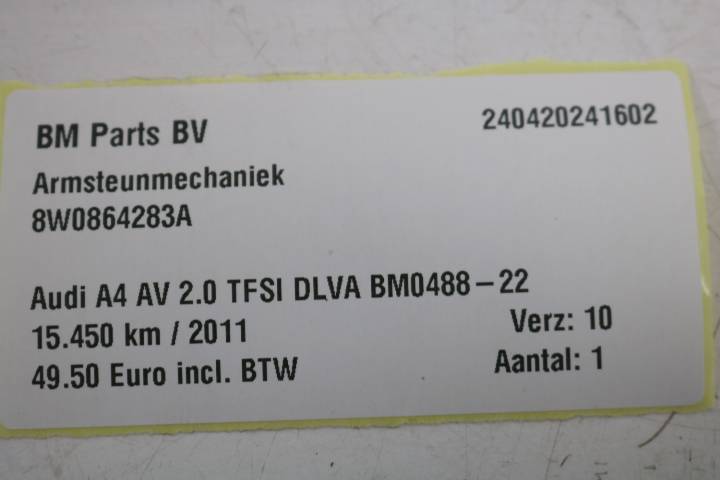 BM Parts BV 240420241602
Armsteunmechaniek
8W0864283A
Audi A4 AV 2.0 TFSI DLVA BM0488-22
15.450 km / 2011 Verz: 10
49.50 Euro incl. BTW Aantal: 1